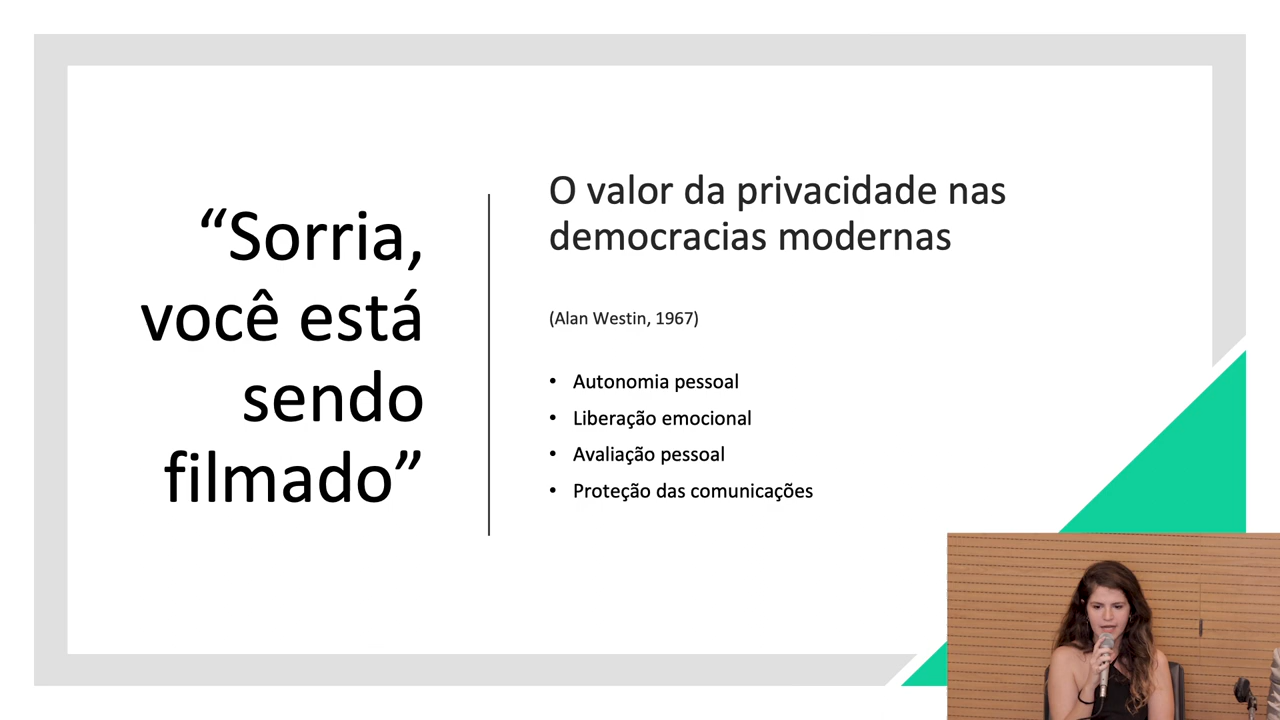 “Sorria,
você está
sendo
filmado”
O valor da privacidade nas
democracias modernas
(Alan Westin, 1967)
• Autonomia pessoal
• Liberação emocional
• Avaliação pessoal
• Proteção das comunicações